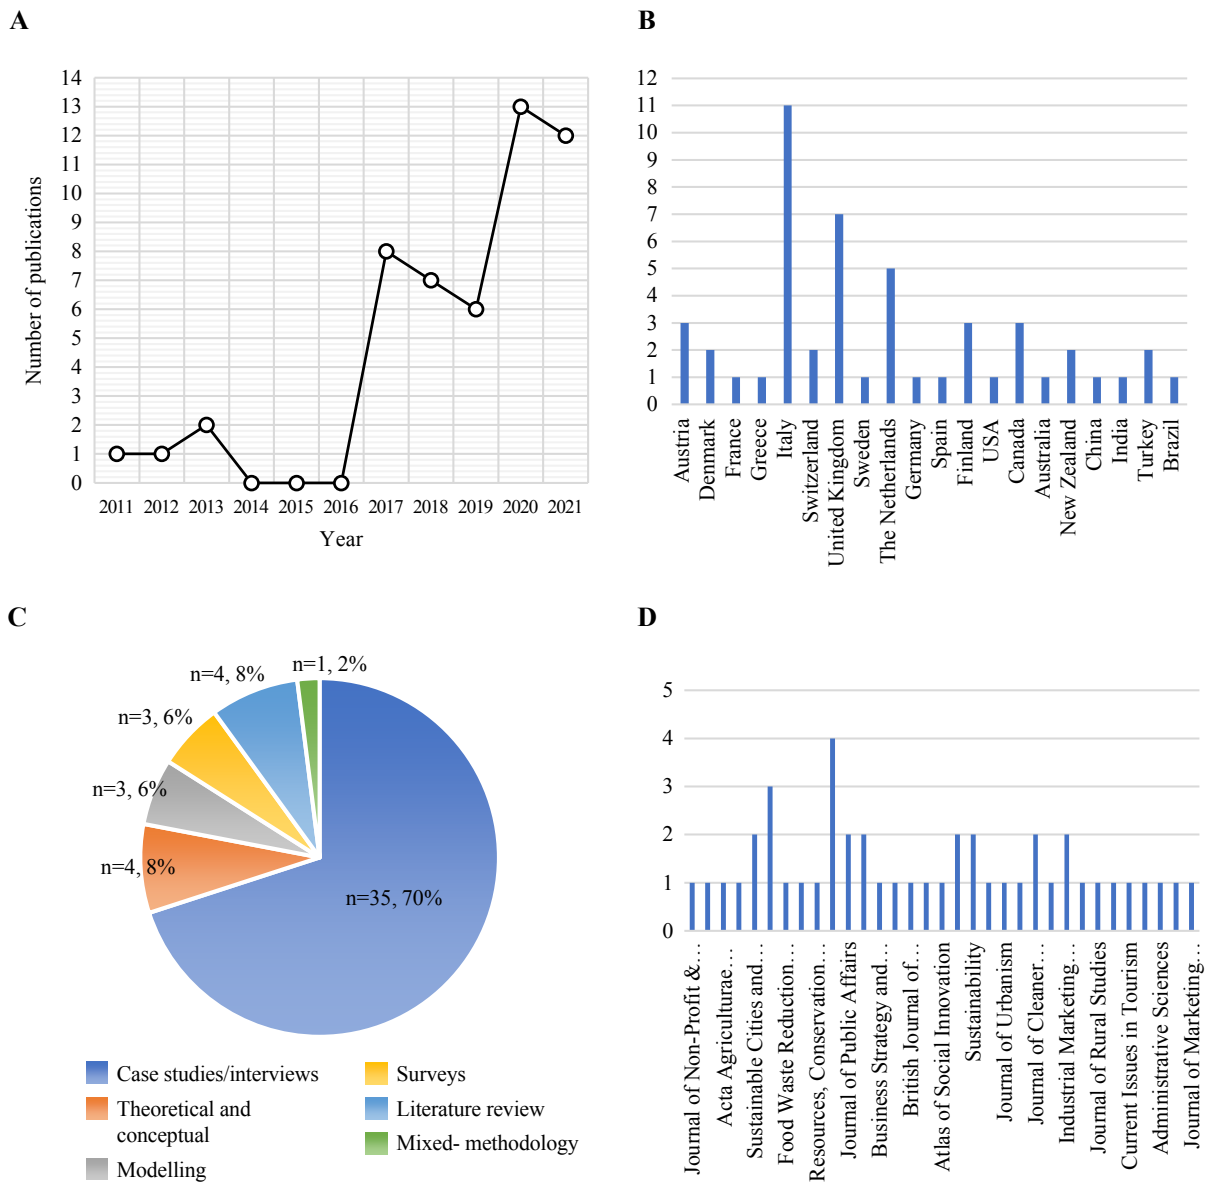 A
14
13
12
11
10
9
8
7
6
5
4
3
2
1
0
Number of publications
2011 2012 2013 2014 2015 2016 2017 2018 2019 2020 2021
Year
B
12
11
10
9
8
7
6
5
4
3
2
1
0
Austria
Denmark
France
Greece
Italy
Switzerland
United Kingdom
Sweden
The Netherlands
Germany
Spain
Finland
USA
Canada
Australia
New Zealand
China
India
Turkey
Brazil
C
n=1, 2%
n=4, 8%
n=3, 6%
n=3, 6%
n=4, 8%
n=35, 70%
Case studies/interviews
Theoretical and
conceptual
Modelling
Surveys
Literature review
Mixed- methodology
D
5
4
3
2
1
0
Journal of Non-Profit &…
Acta Agriculturae…
Sustainable Cities and…
Food Waste Reduction…
Resources, Conservation…
Journal of Public Affairs
Business Strategy and…
British Journal of…
Atlas of Social Innovation
Sustainability
Journal of Urbanism
Journal of Cleaner…
Industrial Marketing…
Journal of Rural Studies
Current Issues in Tourism
Administrative Sciences
Journal of Marketing…